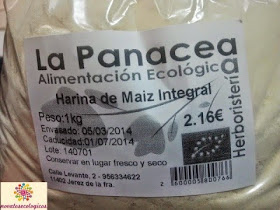 La Panacea
Alimentación Ecológica
Herboristería
Harina de Maiz Integral
Peso:1kg
2.16€
Envasado: 05/03/2014
Caducidad:01/07/2014
Lote: 140701
Conservar en lugar fresco y seco
Calle Levante, 2 - 956334622
11402 Jerez de la fra.